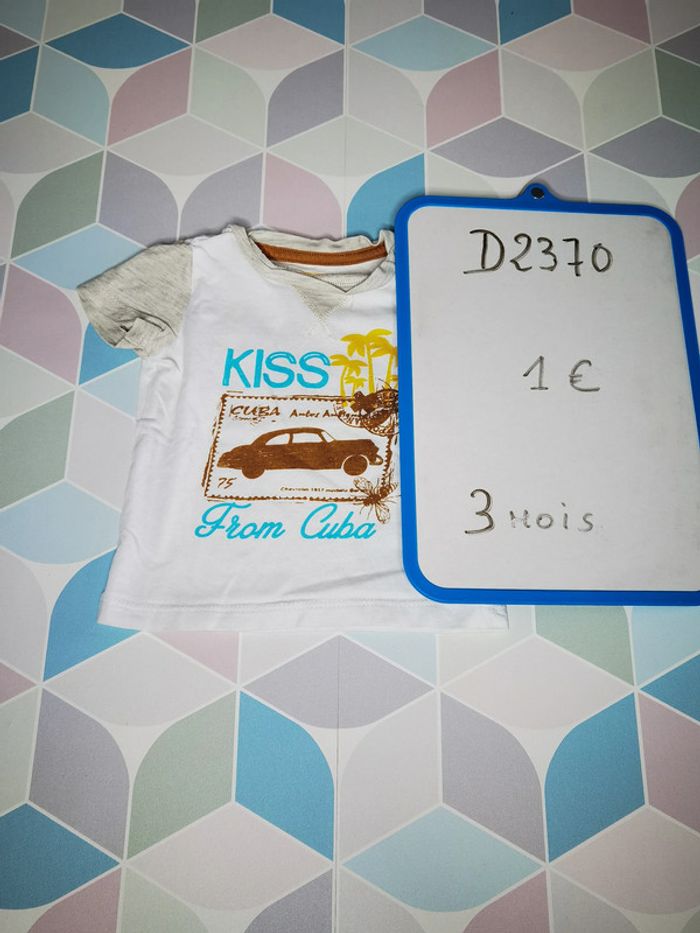 KISS
CUBA
75
From Cuba
D2370
1 €
3 MOIS